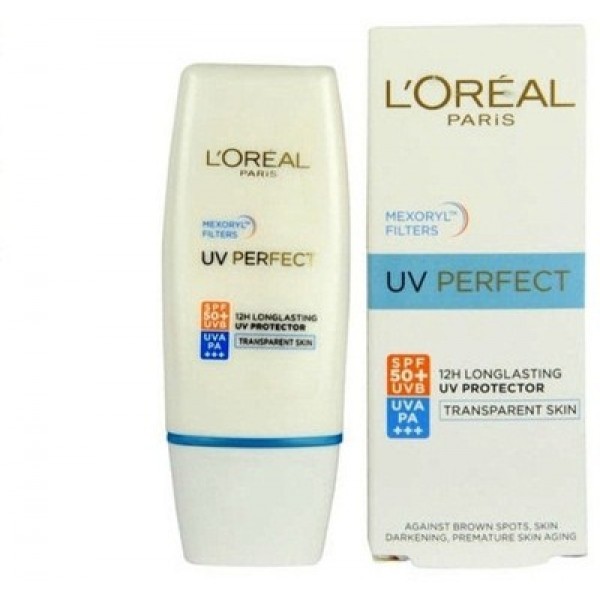 L'ORÉAL
PARIS
MEXORYL™
FILTERS
UV PERFECT
SPF
50+
UVB
UVA
PA
+++
12H LONGLASTING
UV PROTECTOR
TRANSPARENT SKIN
L'ORÉAL
PARIS
MEXORYL™
FILTERS
UV PERFECT
SPF
50+
UVB
UVA
PA
+++
12H LONGLASTING
UV PROTECTOR
TRANSPARENT SKIN
AGAINST BROWN SPOTS, SKIN
DARKENING, PREMATURE SKIN AGING